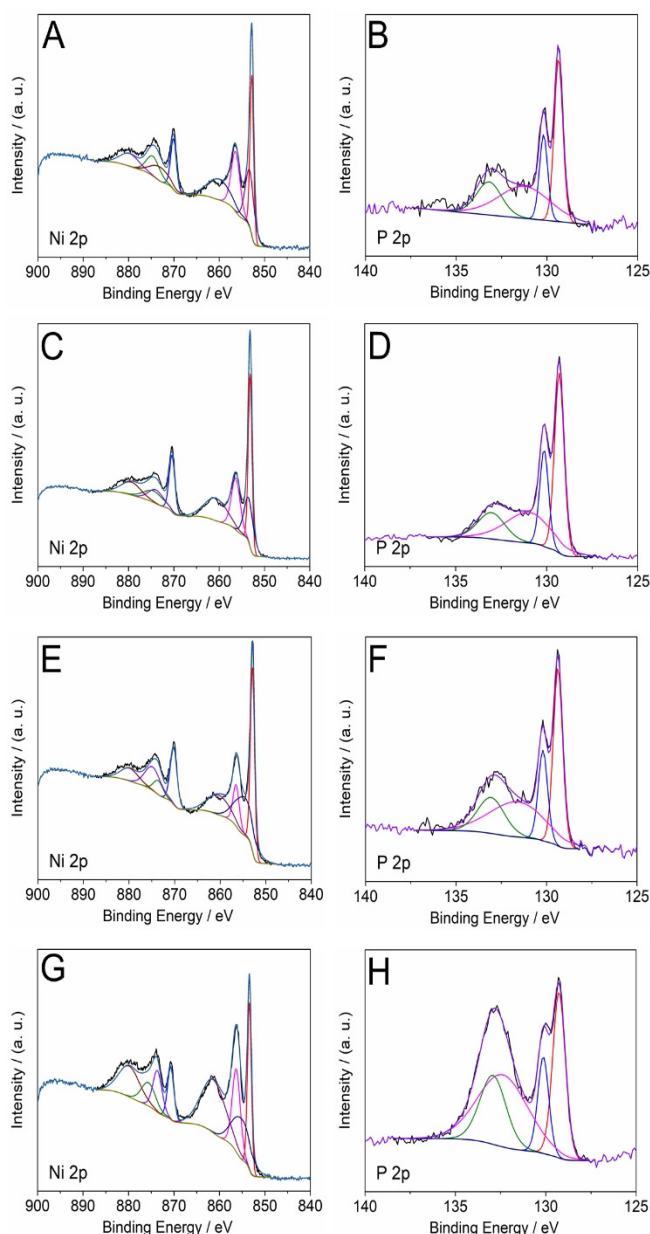 A
Intensity / (a. u.)
Ni 2p
900 890 880 870 860 850 840
Binding Energy / eV
B
Intensity / (a. u.)
P 2p
140 135 130 125
Binding Energy / eV
C
Intensity / (a. u.)
Ni 2p
900 890 880 870 860 850 840
Binding Energy / eV
D
Intensity / (a. u.)
P 2p
140 135 130 125
Binding Energy / eV
E
Intensity / (a. u.)
Ni 2p
900 890 880 870 860 850 840
Binding Energy / eV
F
Intensity / (a. u.)
P 2p
140 135 130 125
Binding Energy / eV
G
Intensity / (a. u.)
Ni 2p
900 890 880 870 860 850 840
Binding Energy / eV
H
Intensity / (a. u.)
P 2p
140 135 130 125
Binding Energy / eV